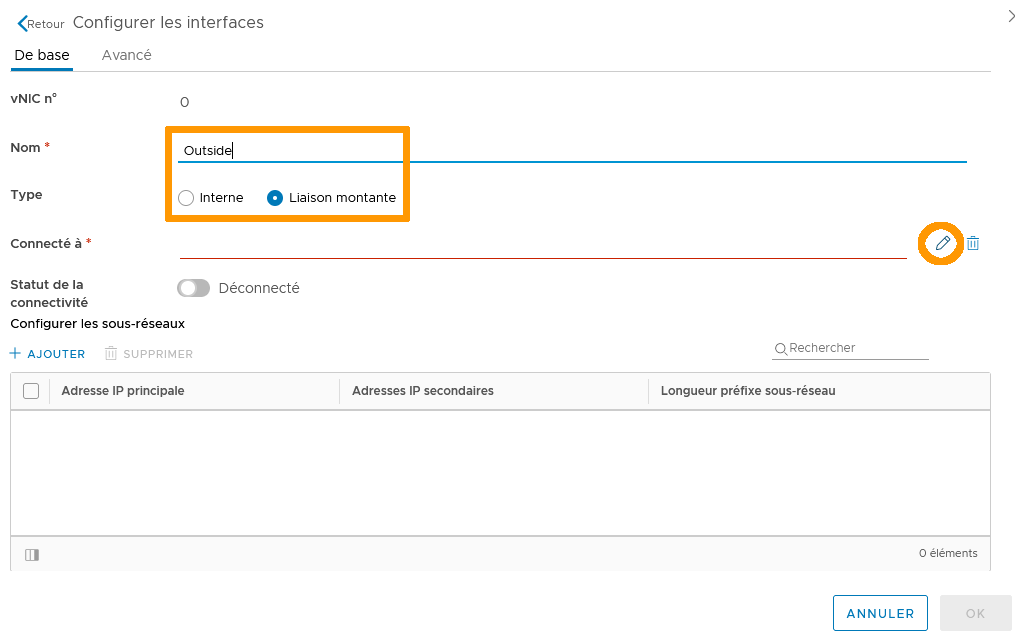 Retour Configurer les interfaces
De base Avancé
vNIC n° 0
Nom * Outside
Type Interne Liaison montante
Connecté à *
Statut de la
connectivité Déconnecté
Configurer les sous-réseaux
AJOUTER SUPPRIMER Rechercher
Adresse IP principale Adresses IP secondaires Longueur préfixe sous-réseau
0 éléments
ANNULER OK